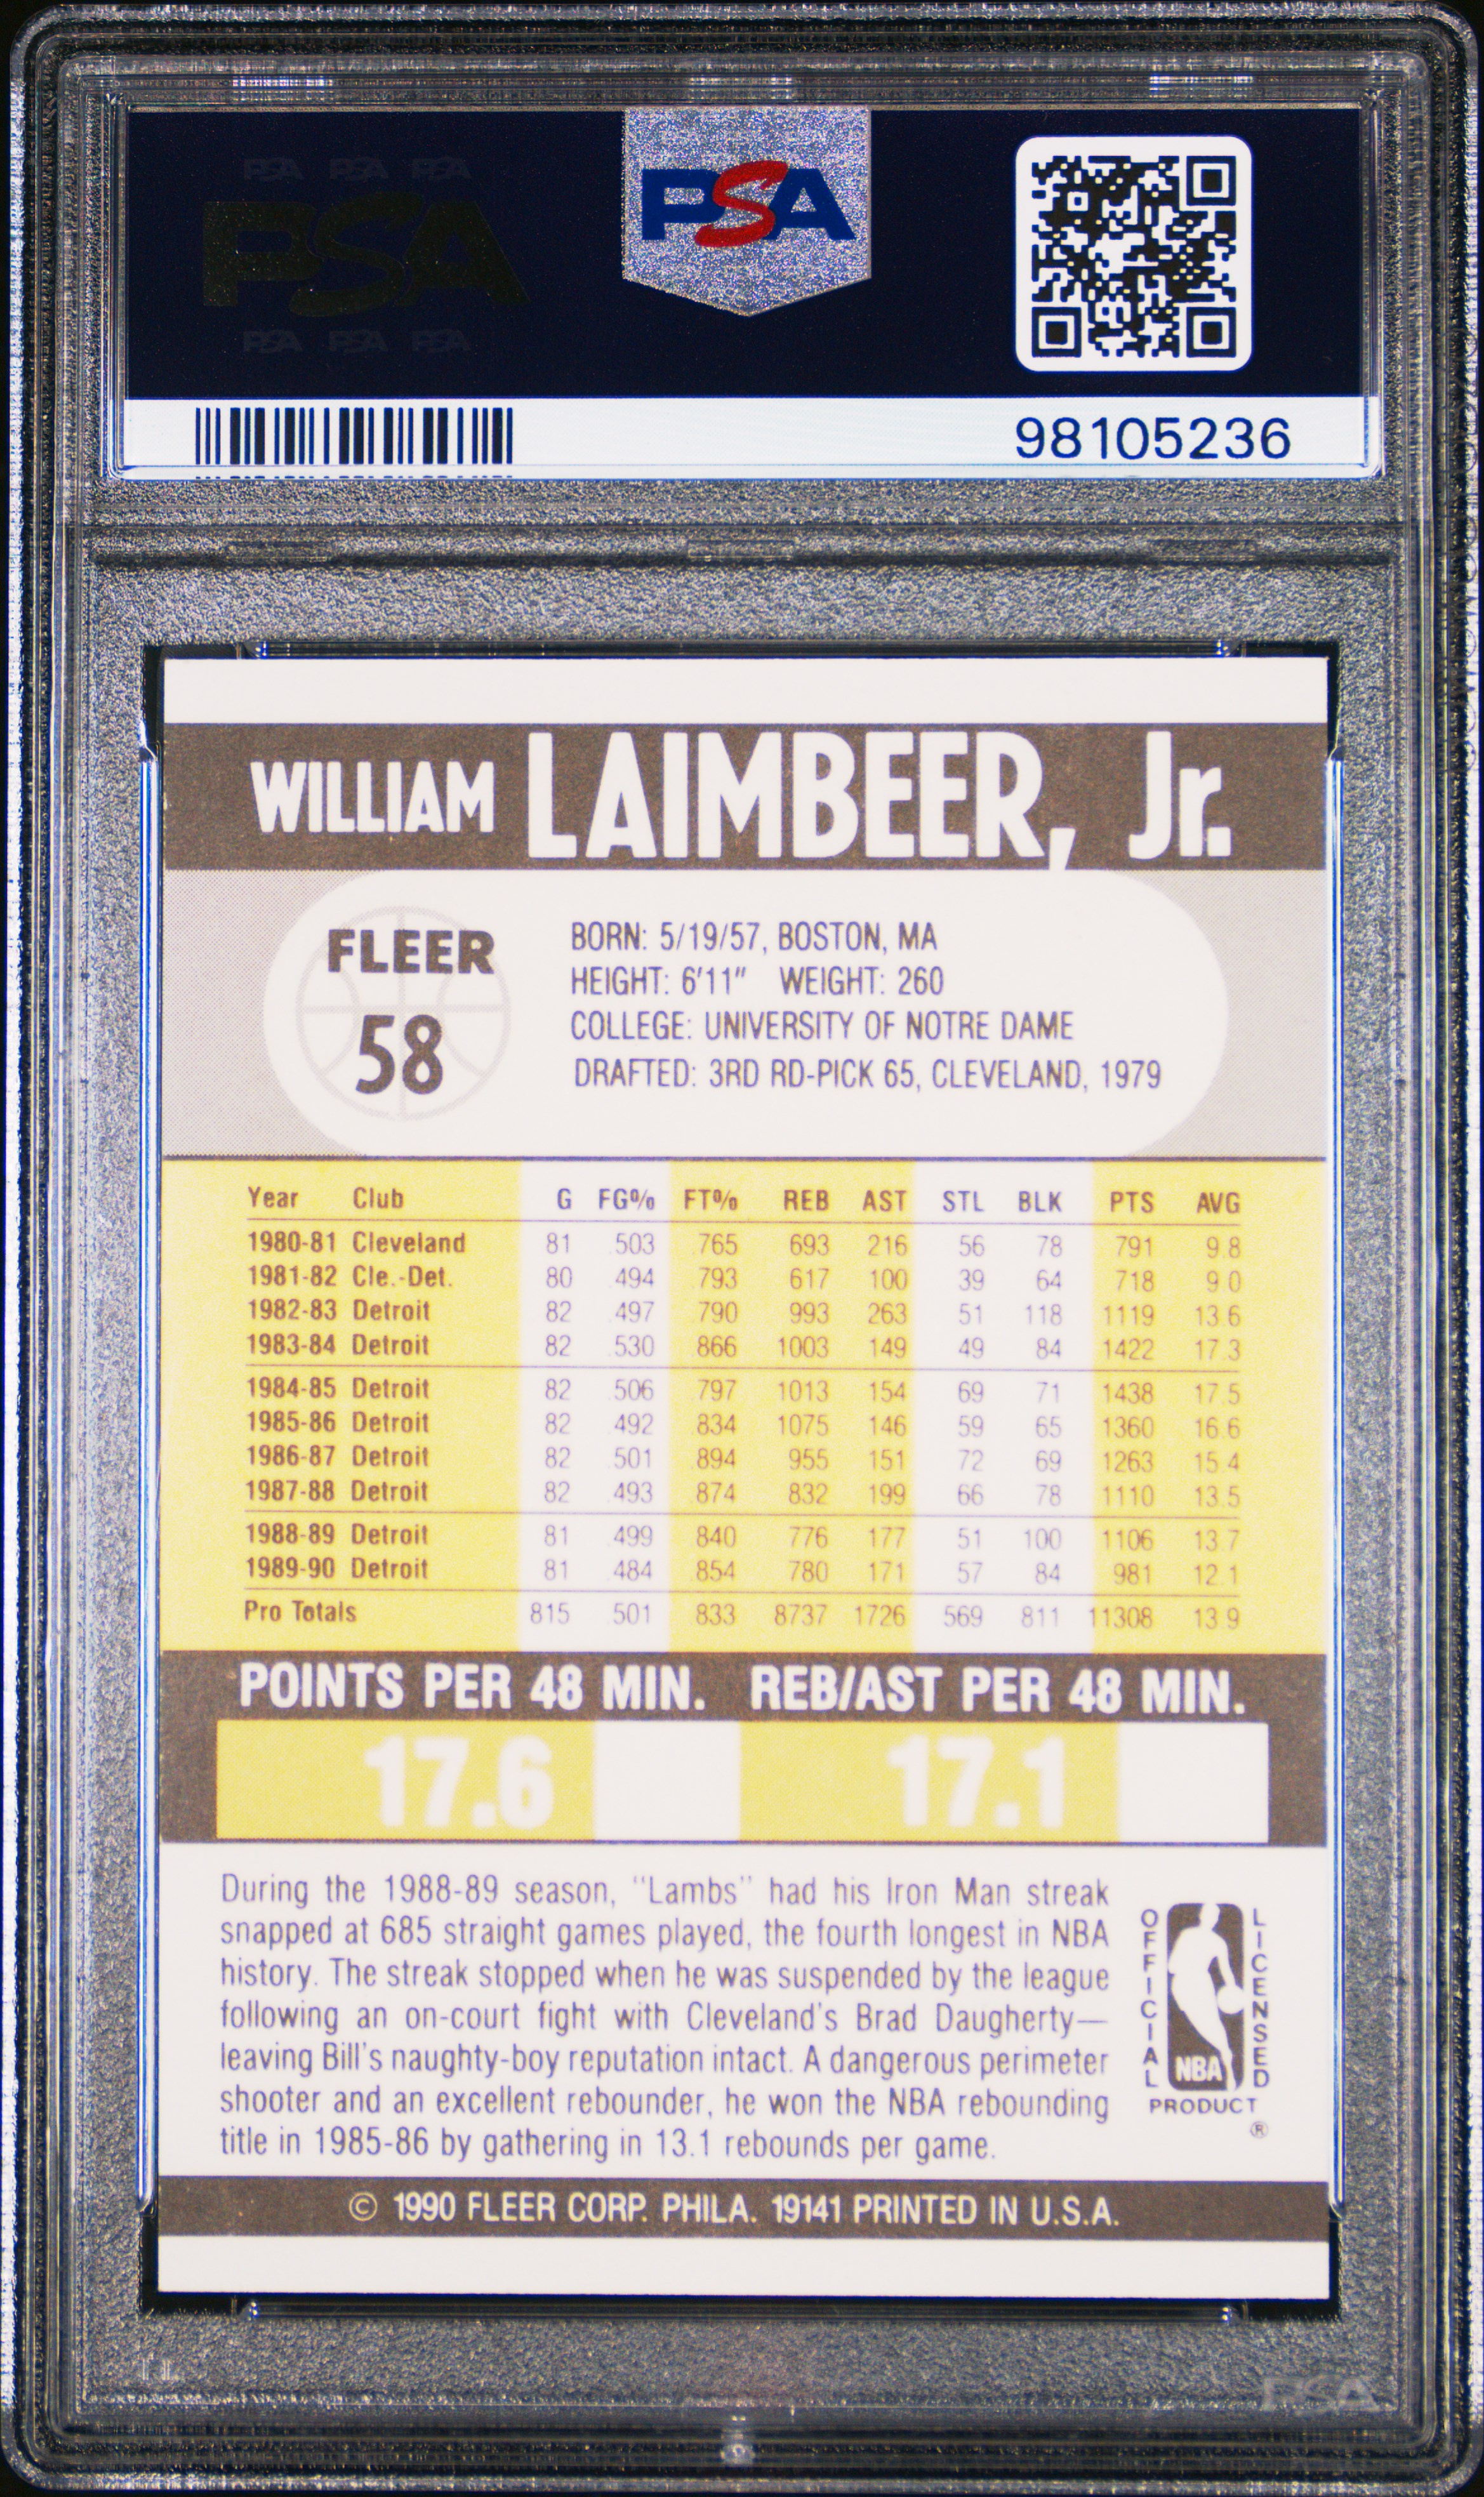 PSA PSA PSA
PSA
PSA PSA PSA
PSA
98105236
WILLIAM LAIMBEER, Jr.
FLEER
58
BORN: 5/19/57, BOSTON, MA
HEIGHT: 6'11" WEIGHT: 260
COLLEGE: UNIVERSITY OF NOTRE DAME
DRAFTED: 3RD RD-PICK 65, CLEVELAND, 1979
Year Club G FG% FT% REB AST STL BLK PTS AVG
1980-81 Cleveland 81 .503 .765 693 216 56 78 791 9.8
1981-82 Cle.-Det. 80 .494 .793 617 100 39 64 718 9.0
1982-83 Detroit 82 .497 .790 993 263 51 118 1119 13.6
1983-84 Detroit 82 .530 .866 1003 149 49 84 1422 17.3
1984-85 Detroit 82 .506 .797 1013 154 69 71 1438 17.5
1985-86 Detroit 82 .492 .834 1075 146 59 65 1360 16.6
1986-87 Detroit 82 .501 .894 955 151 72 69 1263 15.4
1987-88 Detroit 82 .493 .874 832 199 66 78 1110 13.5
1988-89 Detroit 81 .499 .840 776 177 51 100 1106 13.7
1989-90 Detroit 81 .484 .854 780 171 57 84 981 12.1
Pro Totals 815 .501 .833 8737 1726 569 811 11308 13.9
POINTS PER 48 MIN. REB/AST PER 48 MIN.
17.6 17.1
During the 1988-89 season, "Lambs" had his Iron Man streak
snapped at 685 straight games played, the fourth longest in NBA
history. The streak stopped when he was suspended by the league
following an on-court fight with Cleveland's Brad Daugherty—
leaving Bill's naughty-boy reputation intact. A dangerous perimeter
shooter and an excellent rebounder, he won the NBA rebounding
title in 1985-86 by gathering in 13.1 rebounds per game.
OFFICIAL LICENSED
NBA
PRODUCT
®
© 1990 FLEER CORP. PHILA. 19141 PRINTED IN U.S.A.
PSA